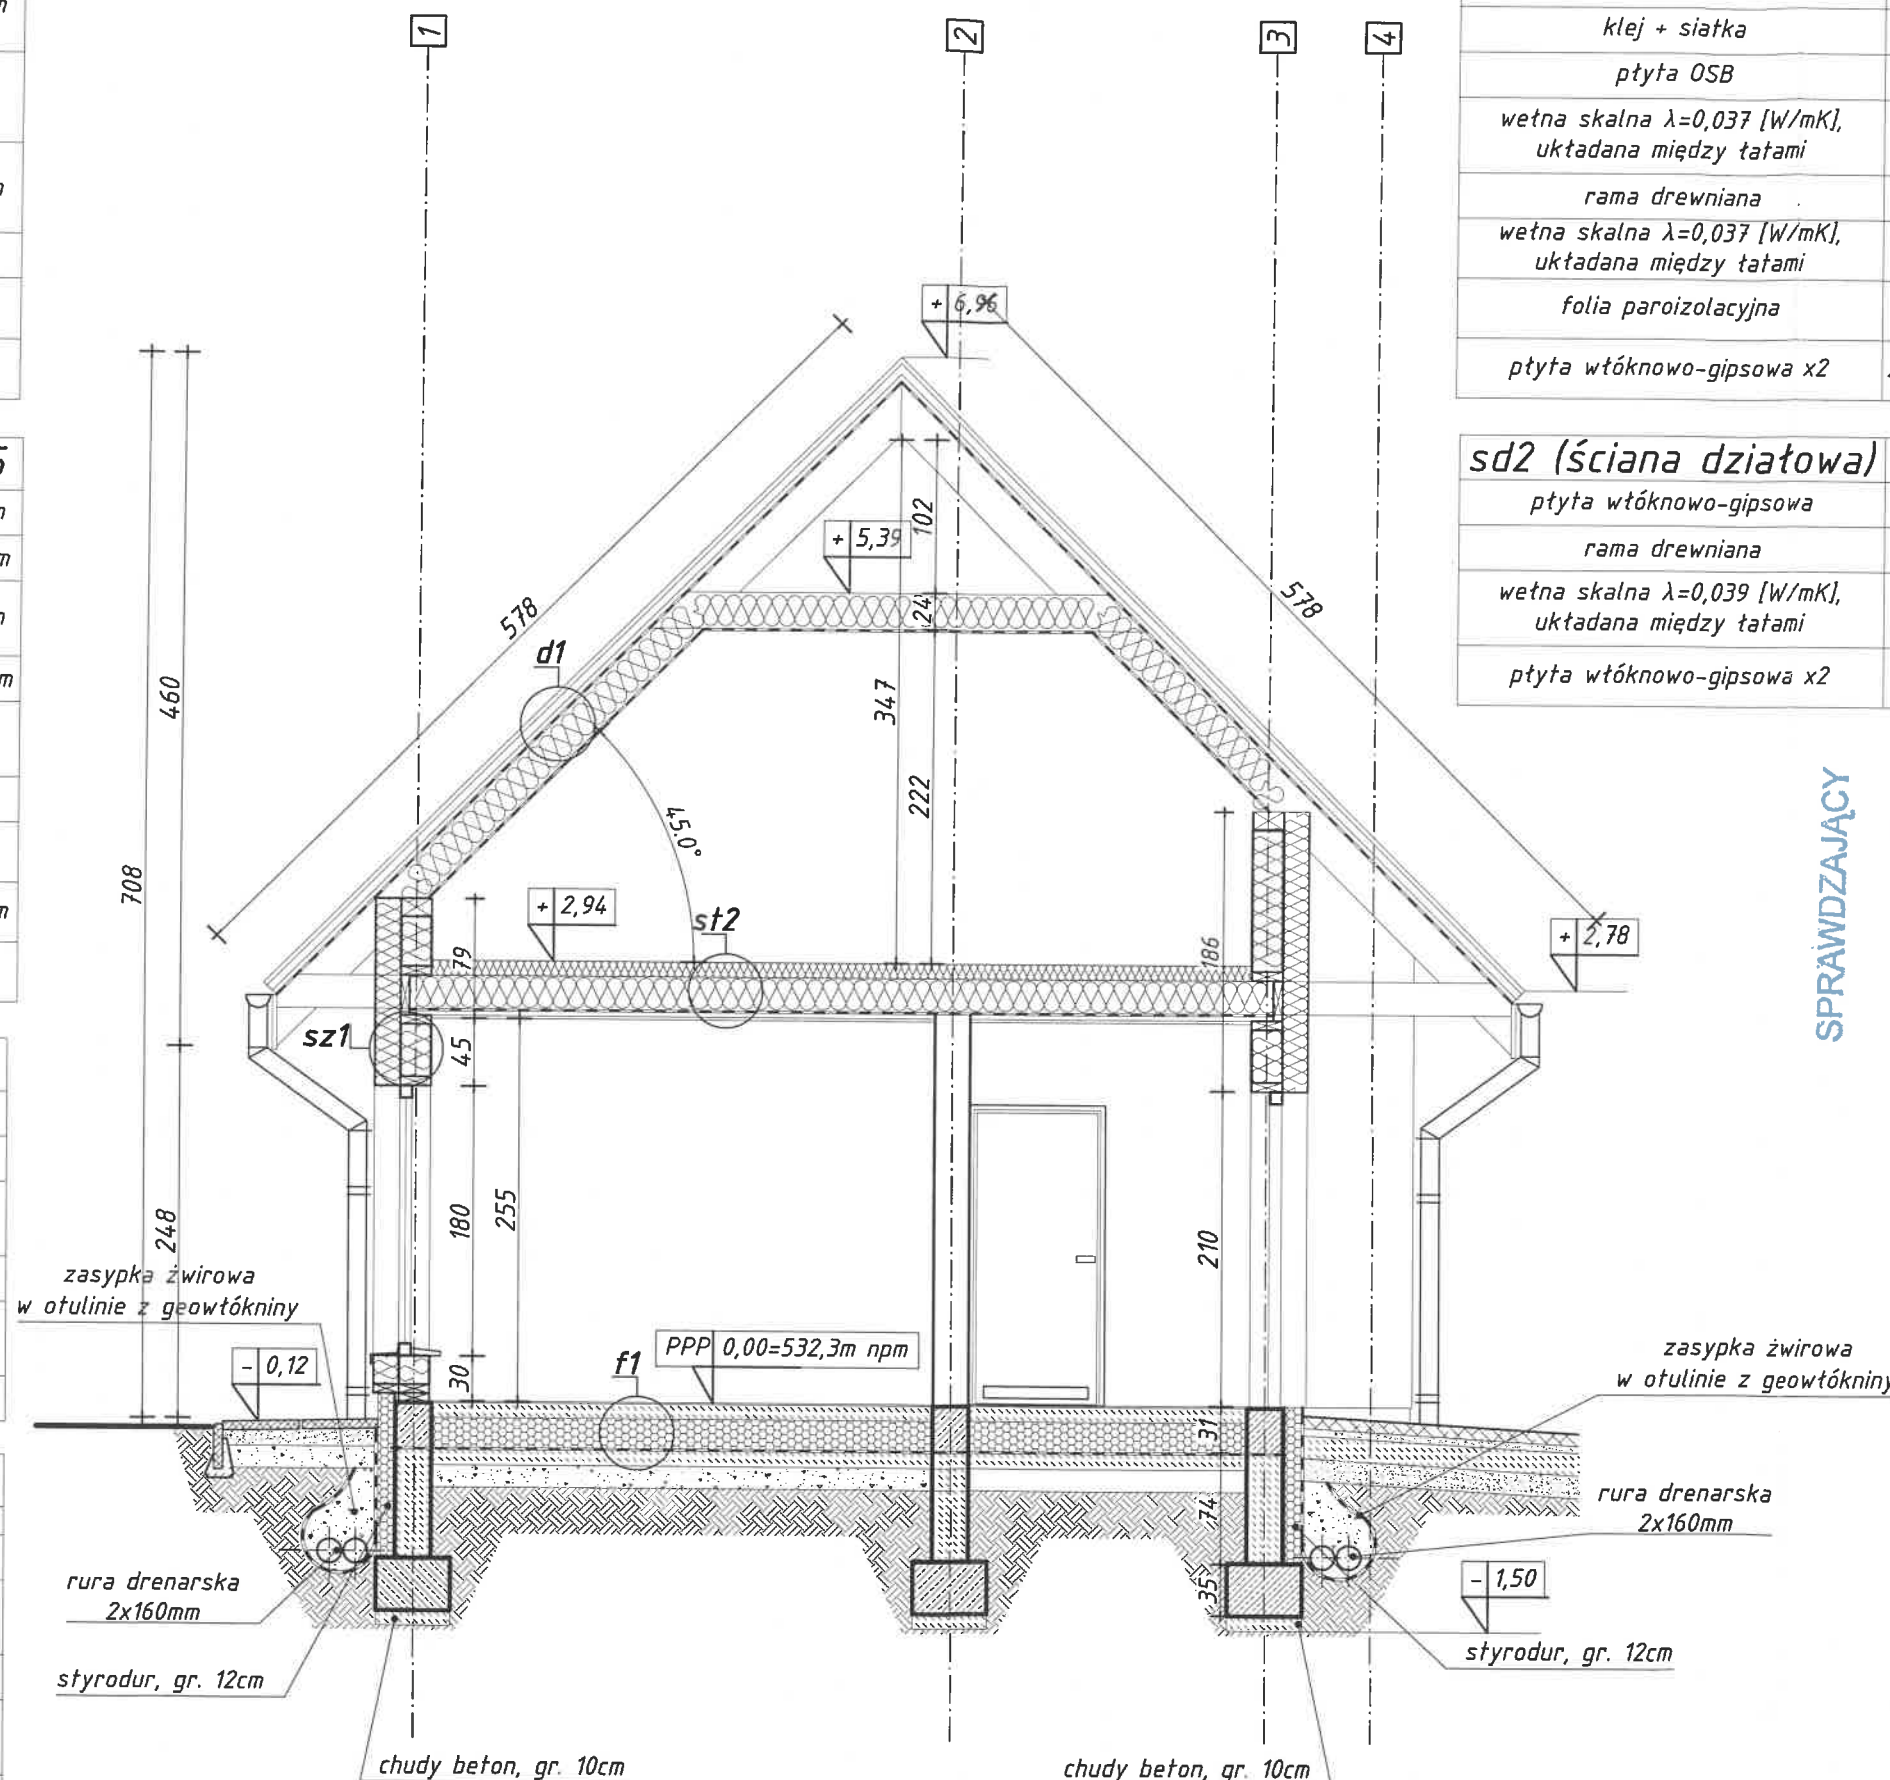 1
2
3
4
klej + siatka
płyta OSB
wełna skalna λ=0,037 [W/mK],
układana między łatami
rama drewniana
wełna skalna λ=0,037 [W/mK],
układana między łatami
folia paroizolacyjna
płyta włóknowo-gipsowa x2
sd2 (ściana działowa)
płyta włóknowo-gipsowa
rama drewniana
wełna skalna λ=0,039 [W/mK],
układana między łatami
płyta włóknowo-gipsowa x2
SPRAWDZAJĄCY
+ 6,96
+ 5,39
102
24
578
578
d1
460
347
222
45.0°
708
+ 2,94
st2
79
186
+ 2,78
sz1
45
180
255
210
248
zasypka żwirowa
w otulinie z geowłókniny
- 0,12
30
f1
PPP 0,00=532,3m npm
zasypka żwirowa
w otulinie z geowłókniny
31
74
35
rura drenarska
2x160mm
rura drenarska
2x160mm
- 1,50
styrodur, gr. 12cm
styrodur, gr. 12cm
chudy beton, gr. 10cm
chudy beton, gr. 10cm